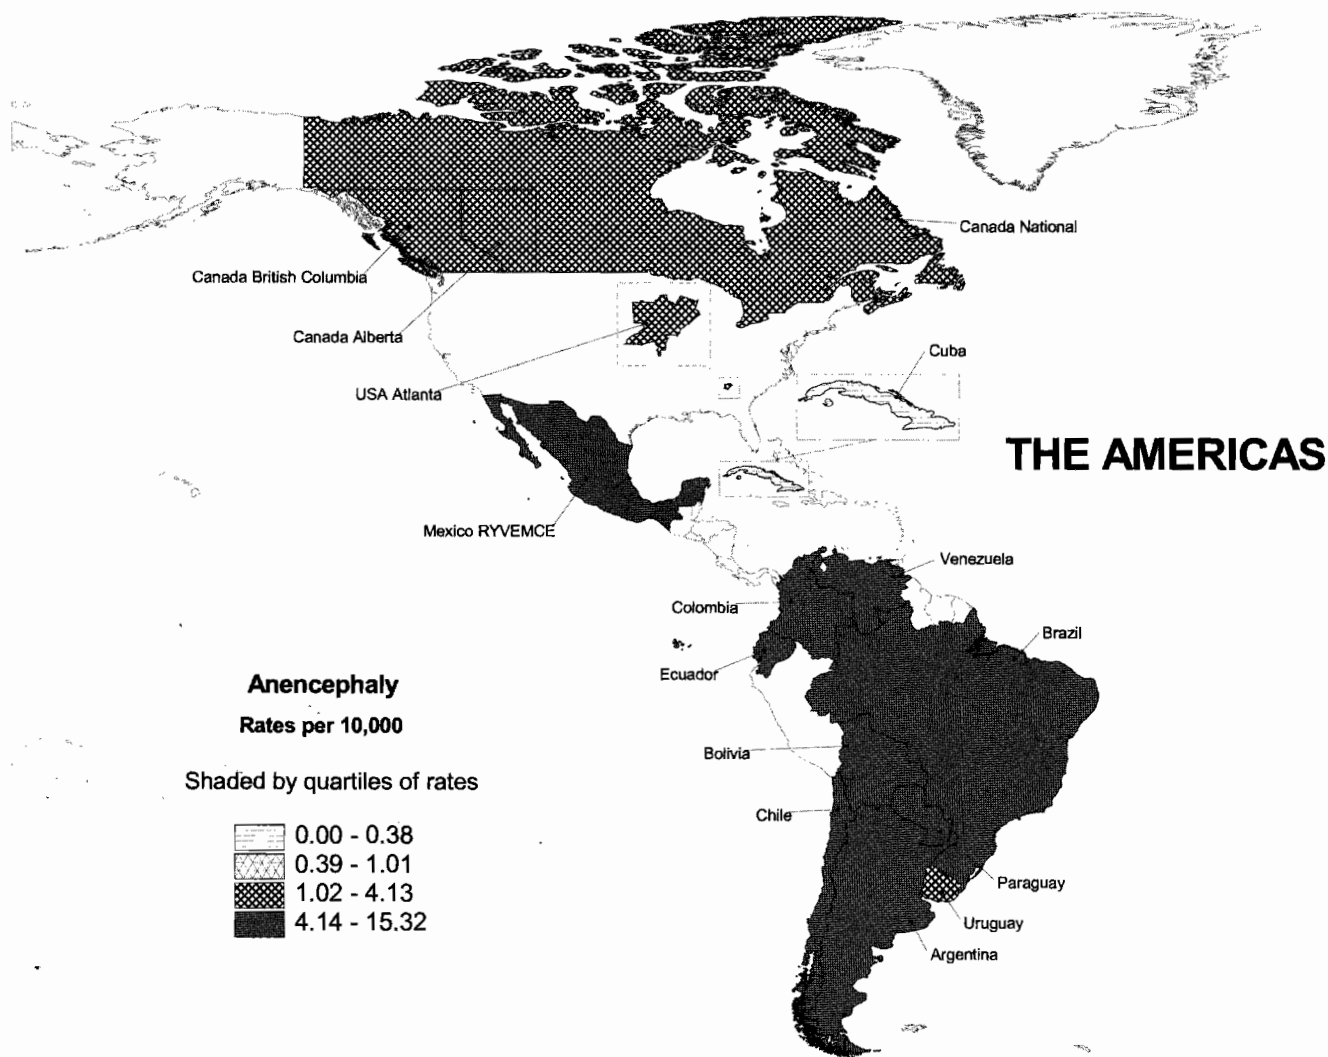 Canada National
Canada British Columbia
Canada Alberta
Cuba
USA Atlanta
THE AMERICAS
Mexico RYVEMCE
Venezuela
Colombia
Brazil
Ecuador
Anencephaly
Rates per 10,000
Bolivia
Shaded by quartiles of rates
Chile
0.00 - 0.38
0.39 - 1.01
1.02 - 4.13
4.14 - 15.32
Paraguay
Uruguay
Argentina